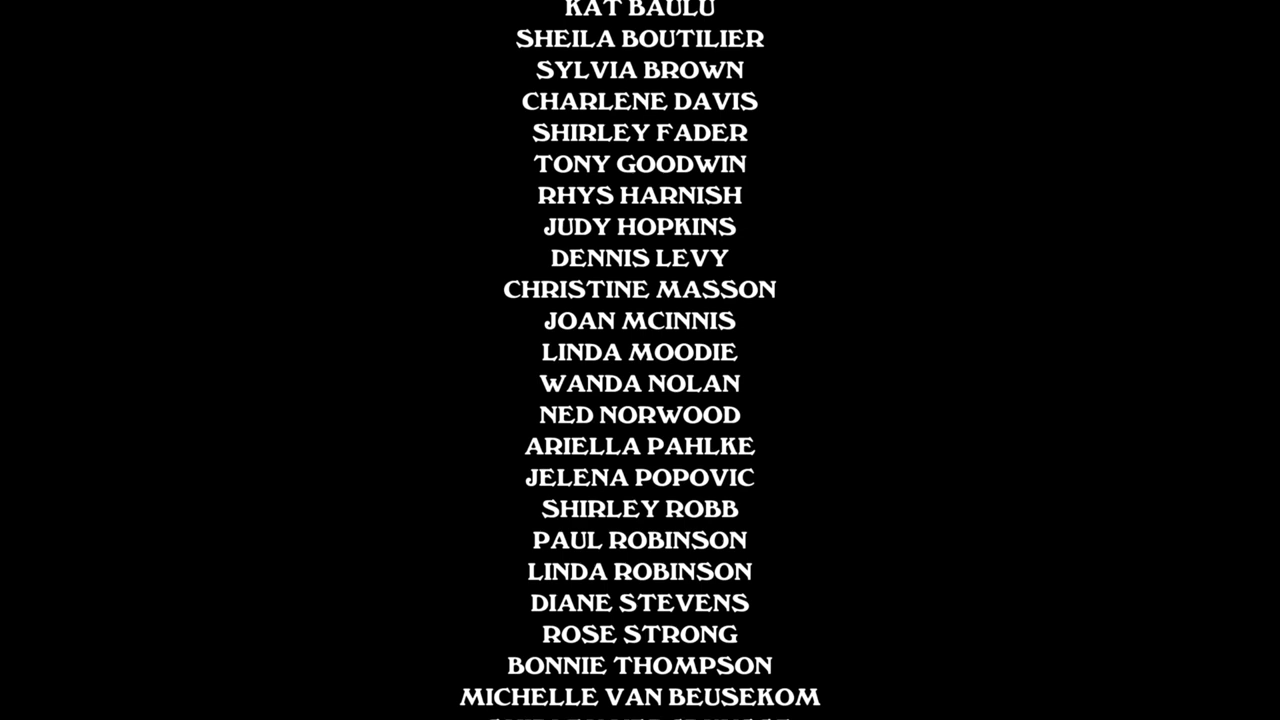 KAT BAULU
SHEILA BOUTILIER
SYLVIA BROWN
CHARLENE DAVIS
SHIRLEY FADER
TONY GOODWIN
RHYS HARNISH
JUDY HOPKINS
DENNIS LEVY
CHRISTINE MASSON
JOAN MCINNIS
LINDA MOODIE
WANDA NOLAN
NED NORWOOD
ARIELLA PAHLKE
JELENA POPOVIC
SHIRLEY ROBB
PAUL ROBINSON
LINDA ROBINSON
DIANE STEVENS
ROSE STRONG
BONNIE THOMPSON
MICHELLE VAN BEUSEKOM